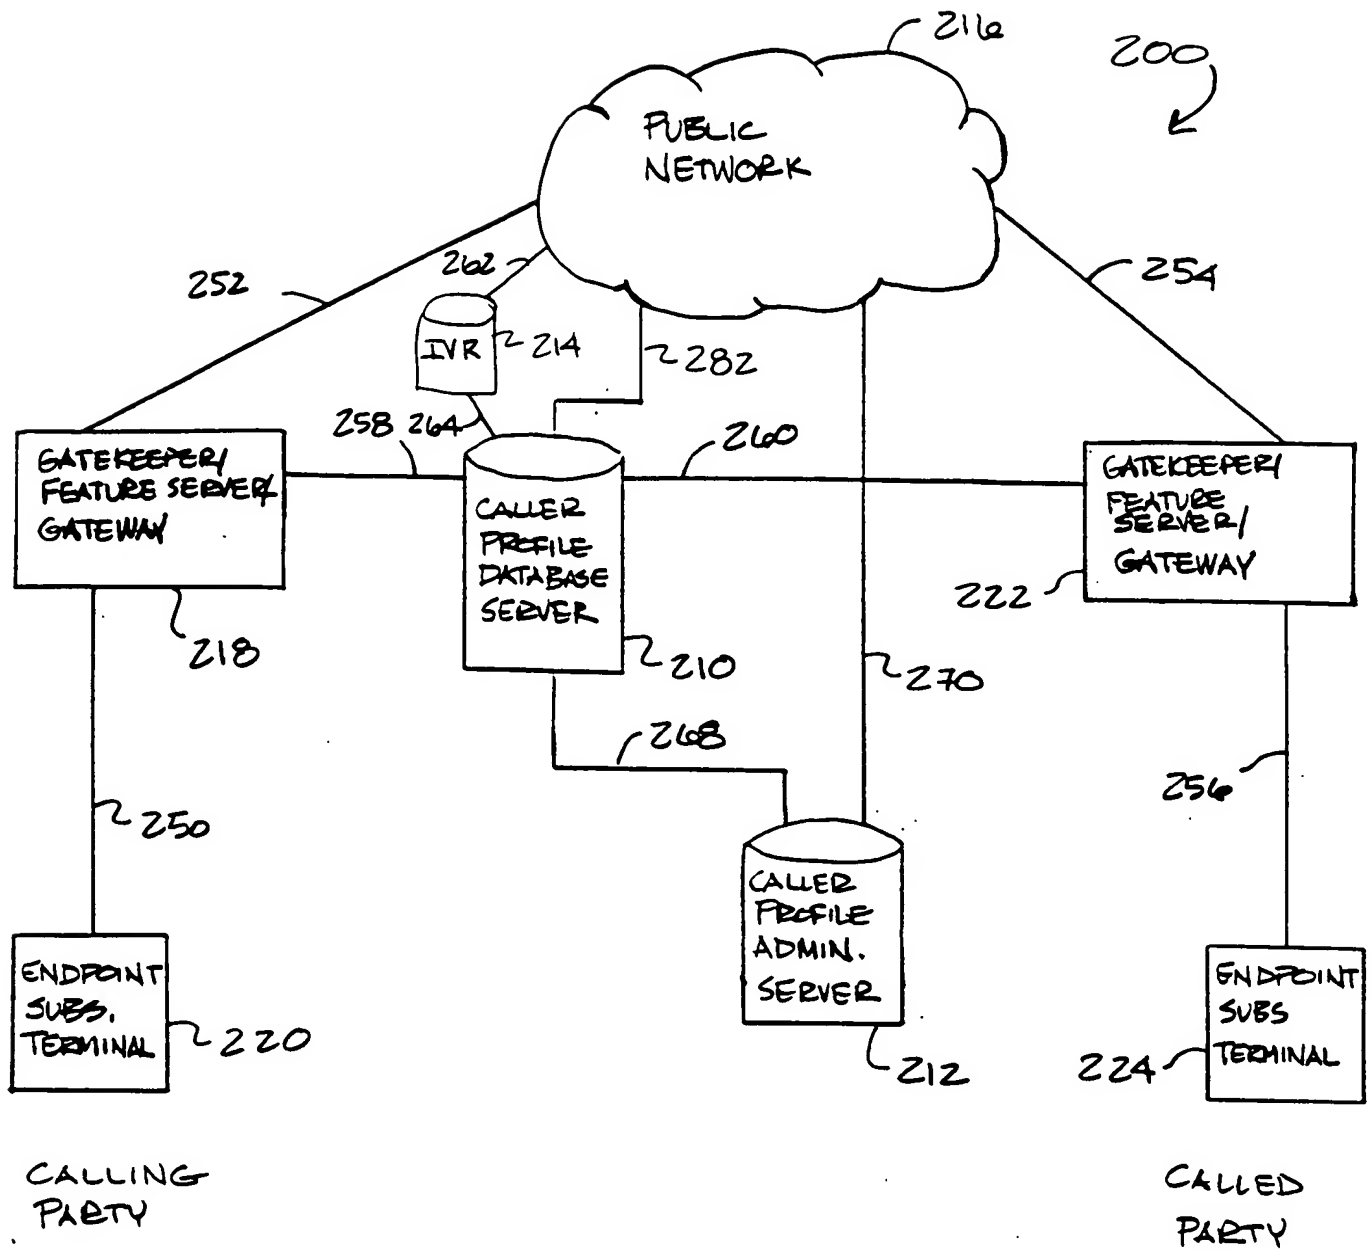 216
200
PUBLIC
NETWORK
262
252
254
IVR
214
282
258
264
260
GATEKEEPER/
FEATURE SERVER/
GATEWAY
GATEKEEPER/
FEATURE
SERVER/
GATEWAY
CALLER
PROFILE
DATABASE
SERVER
222
218
210
270
268
256
250
CALLER
PROFILE
ADMIN.
SERVER
ENDPOINT
SUBS.
TERMINAL
220
ENDPOINT
SUBS
TERMINAL
212
224
CALLING
PARTY
CALLED
PARTY